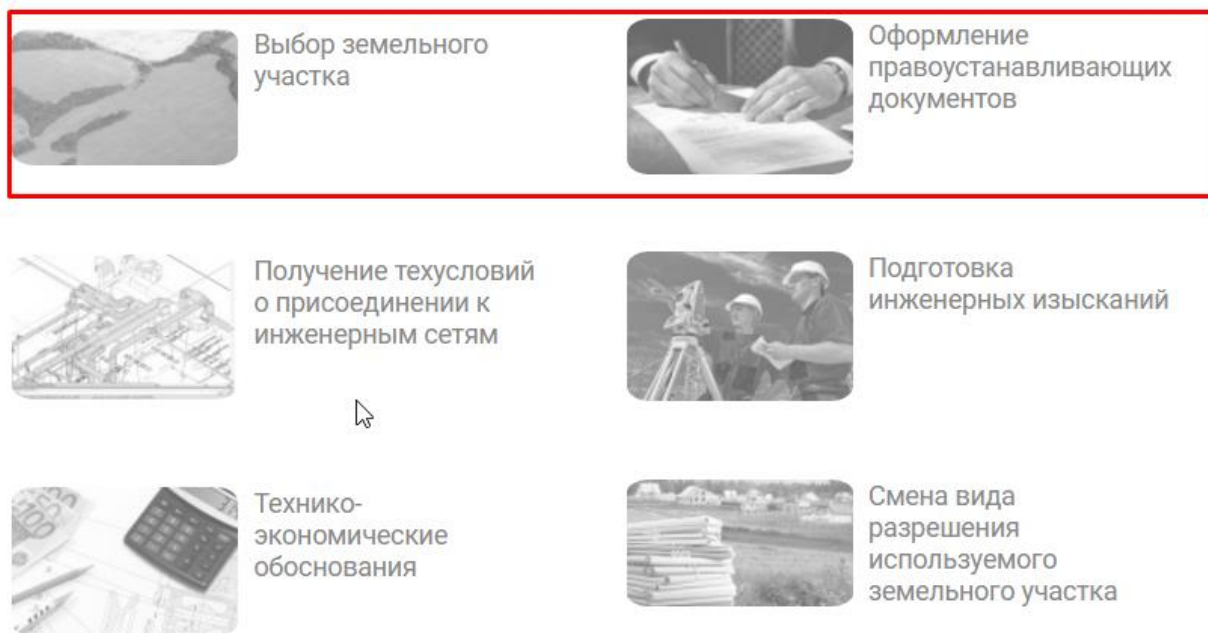 Выбор земельного
участка
Оформление
правоустанавливающих
документов
Получение техусловий
о присоединении к
инженерным сетям
Подготовка
инженерных изысканий
Технико-
экономические
обоснования
Смена вида
разрешения
используемого
земельного участка